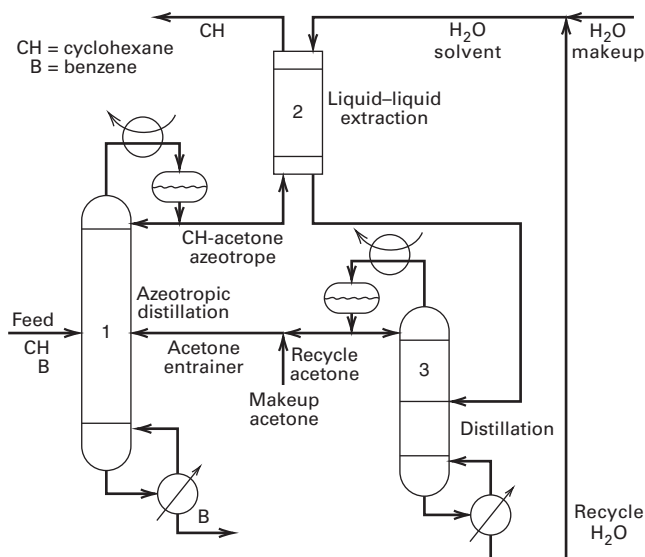 CH
H₂O
solvent
H₂O
makeup
CH = cyclohexane
B = benzene
2
Liquid–liquid
extraction
CH-acetone
azeotrope
Feed
CH
B
1
Azeotropic
distillation
Acetone
entrainer
Recycle
acetone
Makeup
acetone
3
Distillation
B
Recycle
H₂O